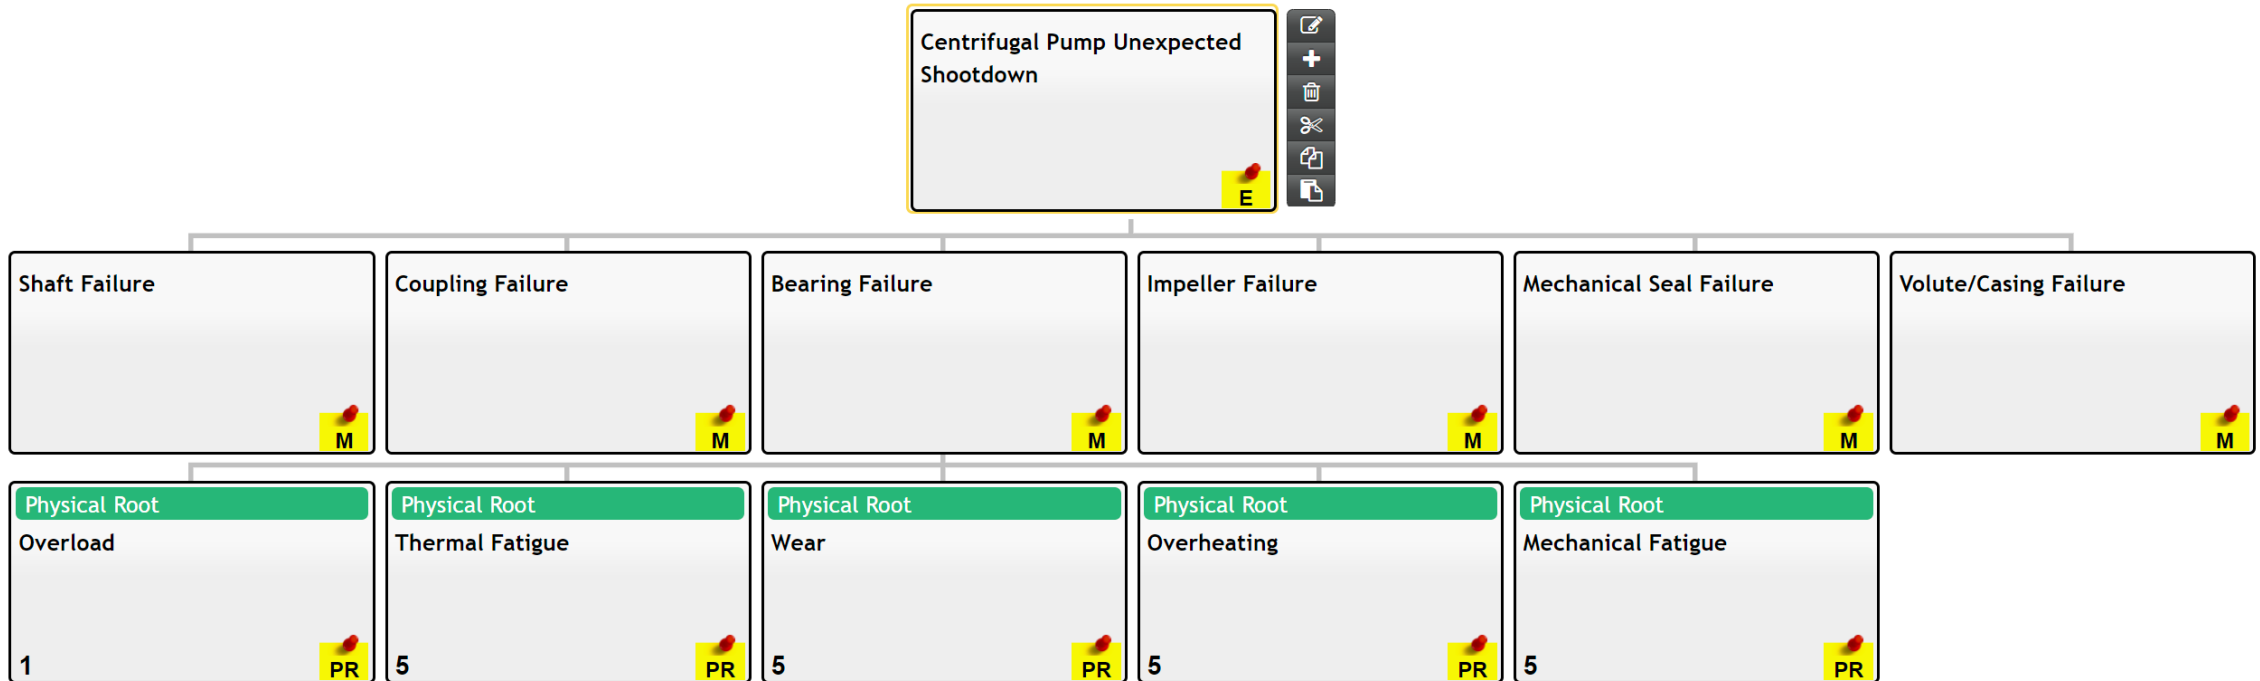 Centrifugal Pump Unexpected
Shootdown
E
Shaft Failure
M
Coupling Failure
M
Bearing Failure
M
Impeller Failure
M
Mechanical Seal Failure
M
Volute/Casing Failure
M
Physical Root
Overload
1
PR
Physical Root
Thermal Fatigue
5
PR
Physical Root
Wear
5
PR
Physical Root
Overheating
5
PR
Physical Root
Mechanical Fatigue
5
PR